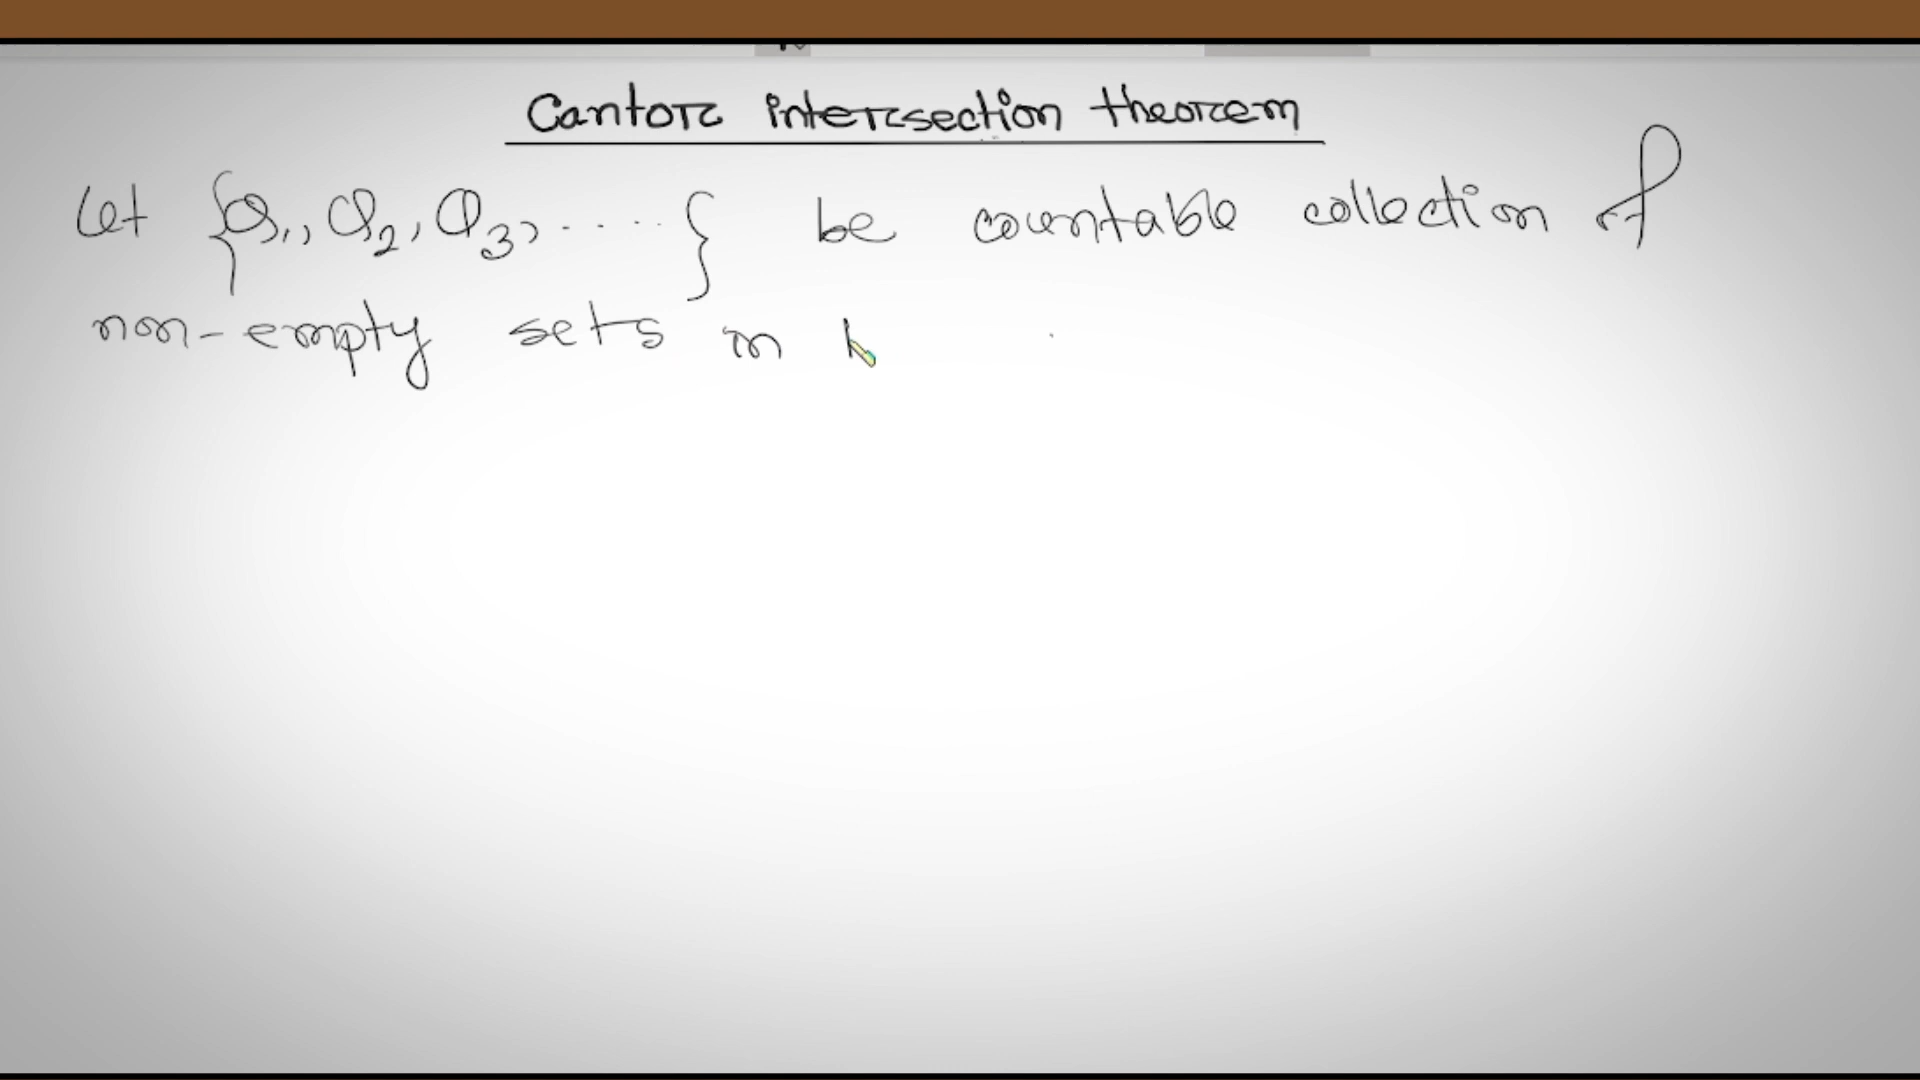 Cantor intersection theorem
Let {Q₁, Q₂, Q₃, ..... } be countable collection of
non-empty sets in